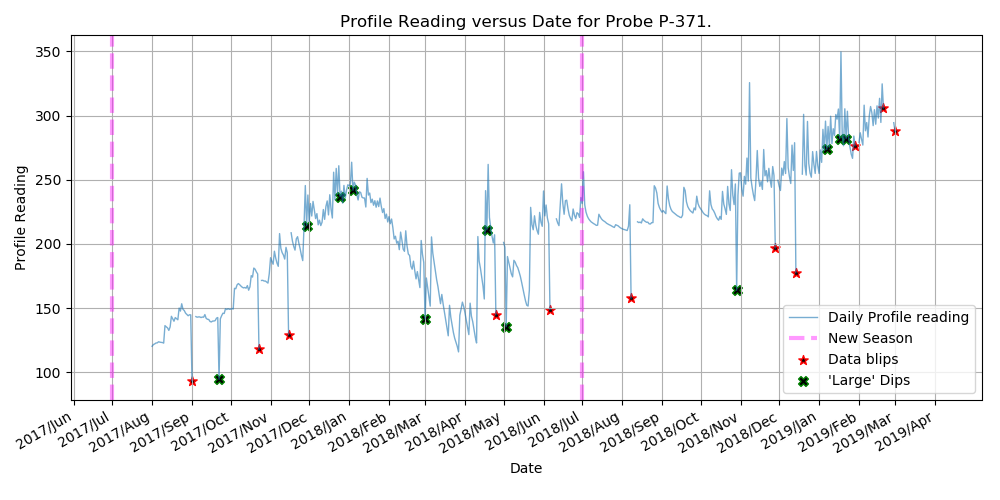 Profile Reading versus Date for Probe P-371.
Profile Reading
350
300
250
200
150
100
2017/Jun
2017/Jul
2017/Aug
2017/Sep
2017/Oct
2017/Nov
2017/Dec
2018/Jan
2018/Feb
2018/Mar
2018/Apr
2018/May
2018/Jun
2018/Jul
2018/Aug
2018/Sep
2018/Oct
2018/Nov
2018/Dec
2019/Jan
2019/Feb
2019/Mar
2019/Apr
Date
Daily Profile reading
New Season
Data blips
'Large' Dips